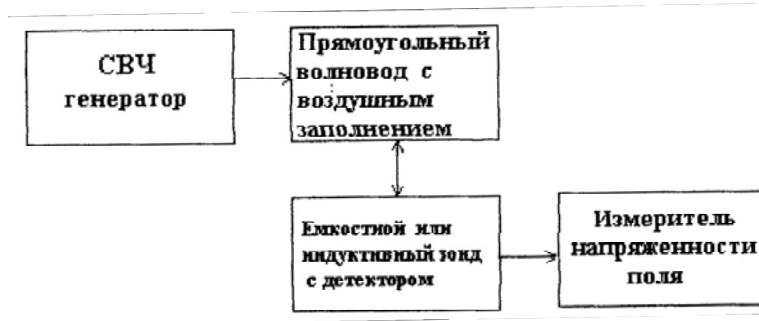 СВЧ
генератор
Прямоугольный
волновод с
воздушным
заполнением
Емкостной или
индуктивный зонд
с детектором
Измеритель
напряженности
поля